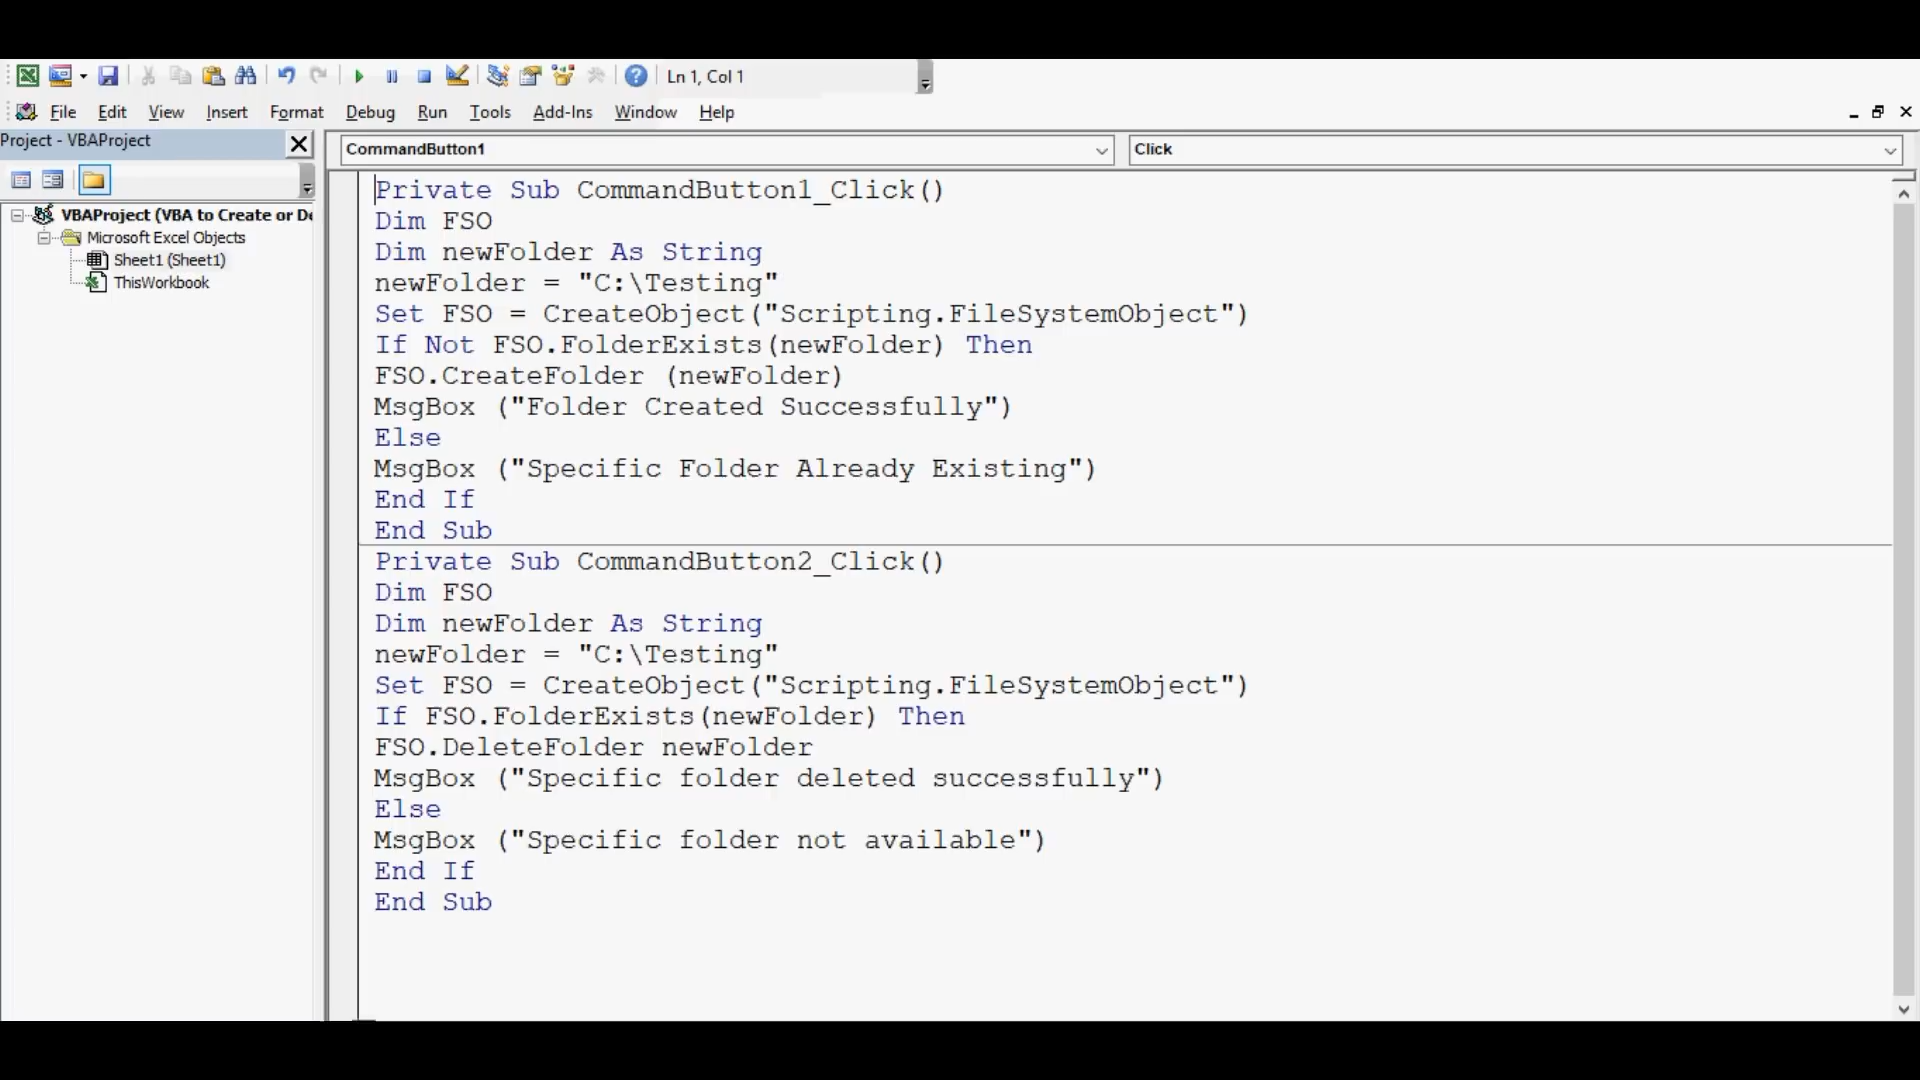 Ln 1, Col 1
File Edit View Insert Format Debug Run Tools Add-Ins Window Help
Project - VBAProject
CommandButton1
Click
VBAProject (VBA to Create or De
Microsoft Excel Objects
Sheet1 (Sheet1)
ThisWorkbook
Private Sub CommandButton1_Click()
Dim FSO
Dim newFolder As String
newFolder = "C:\Testing"
Set FSO = CreateObject("Scripting.FileSystemObject")
If Not FSO.FolderExists(newFolder) Then
FSO.CreateFolder (newFolder)
MsgBox ("Folder Created Successfully")
Else
MsgBox ("Specific Folder Already Existing")
End If
End Sub
Private Sub CommandButton2_Click()
Dim FSO
Dim newFolder As String
newFolder = "C:\Testing"
Set FSO = CreateObject("Scripting.FileSystemObject")
If FSO.FolderExists(newFolder) Then
FSO.DeleteFolder newFolder
MsgBox ("Specific folder deleted successfully")
Else
MsgBox ("Specific folder not available")
End If
End Sub